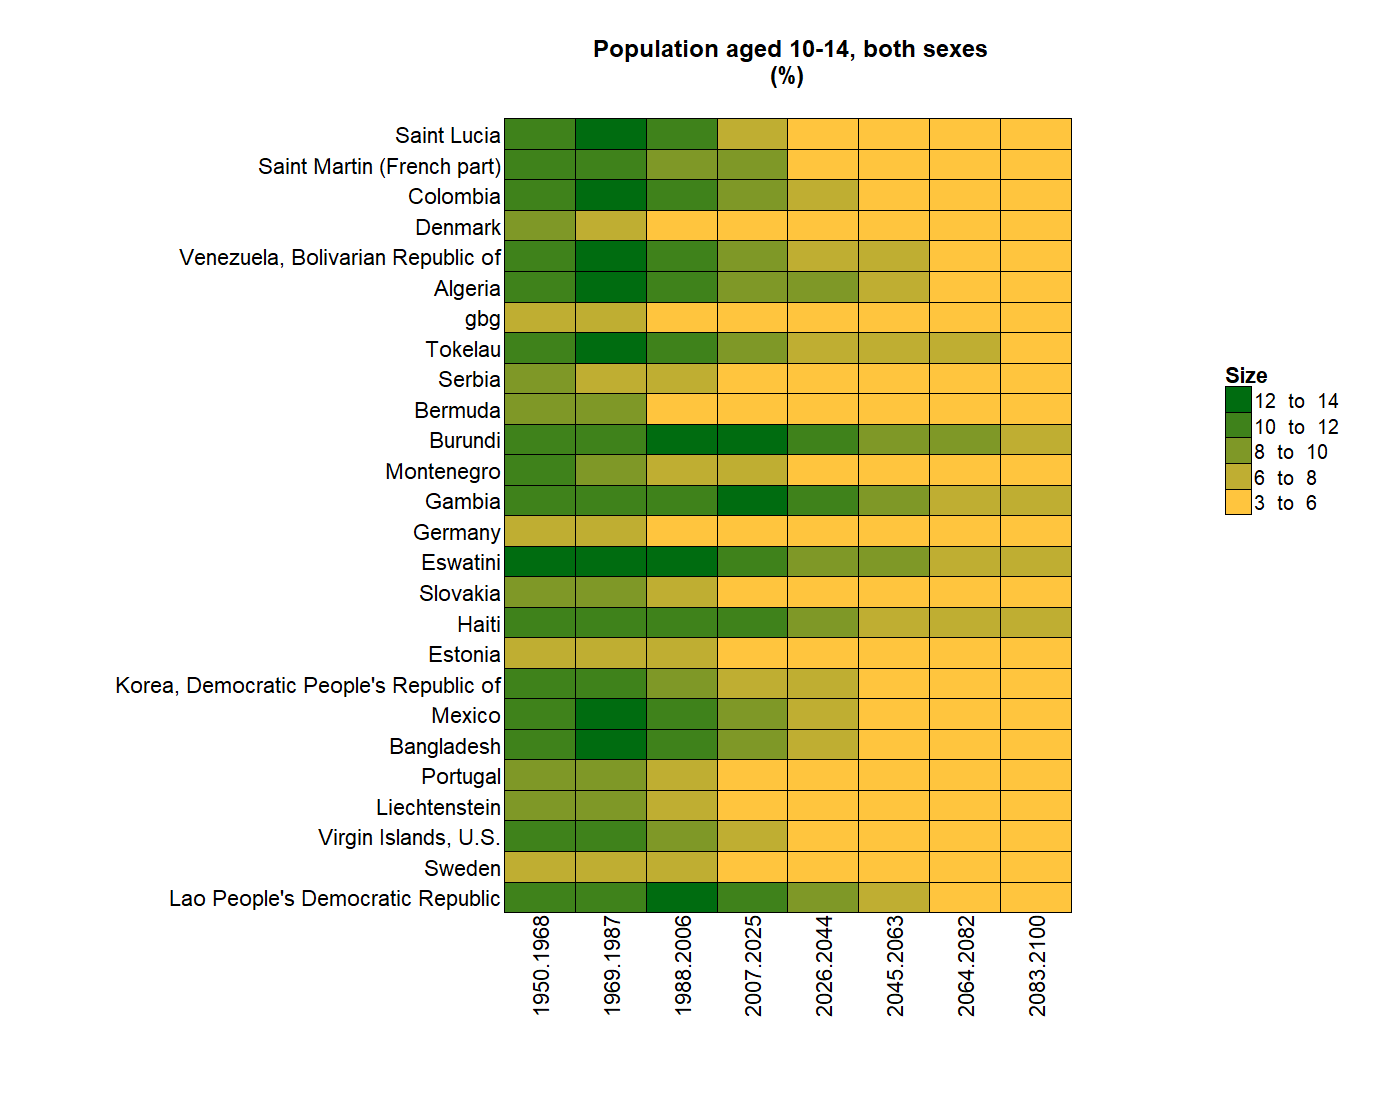 Population aged 10-14, both sexes
(%)
Saint Lucia
Saint Martin (French part)
Colombia
Denmark
Venezuela, Bolivarian Republic of
Algeria
gbg
Tokelau
Serbia
Bermuda
Burundi
Montenegro
Gambia
Germany
Eswatini
Slovakia
Haiti
Estonia
Korea, Democratic People's Republic of
Mexico
Bangladesh
Portugal
Liechtenstein
Virgin Islands, U.S.
Sweden
Lao People's Democratic Republic
1950.1968
1969.1987
1988.2006
2007.2025
2026.2044
2045.2063
2064.2082
2083.2100
Size
12 to 14
10 to 12
8 to 10
6 to 8
3 to 6